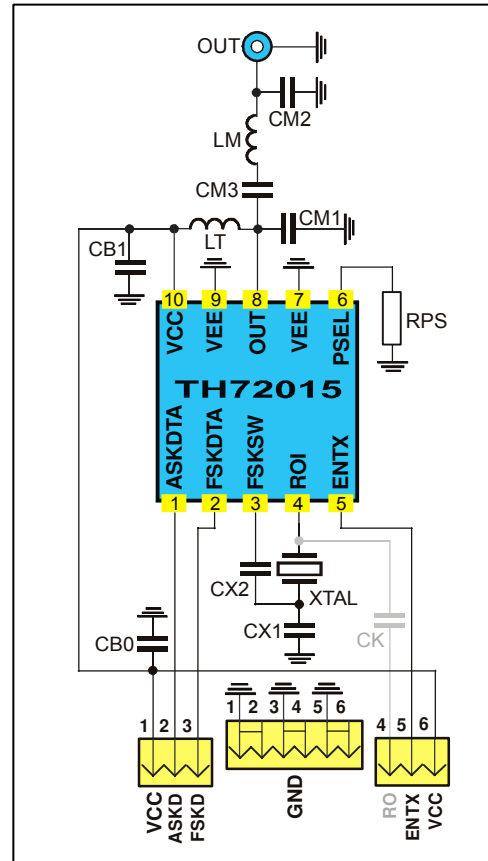 OUT
CM2
LM
CM3
CM1
LT
CB1
10 9 8 7 6
VCC VEE OUT VEE PSEL
RPS
TH72015
ASKDTA FSKDTA FSKSW ROI ENTX
1 2 3 4 5
CX2
XTAL
CB0
CX1
CK
1 2 3
1 2 3 4 5 6
4 5 6
VCC ASKD FSKD
GND
RO ENTX VCC